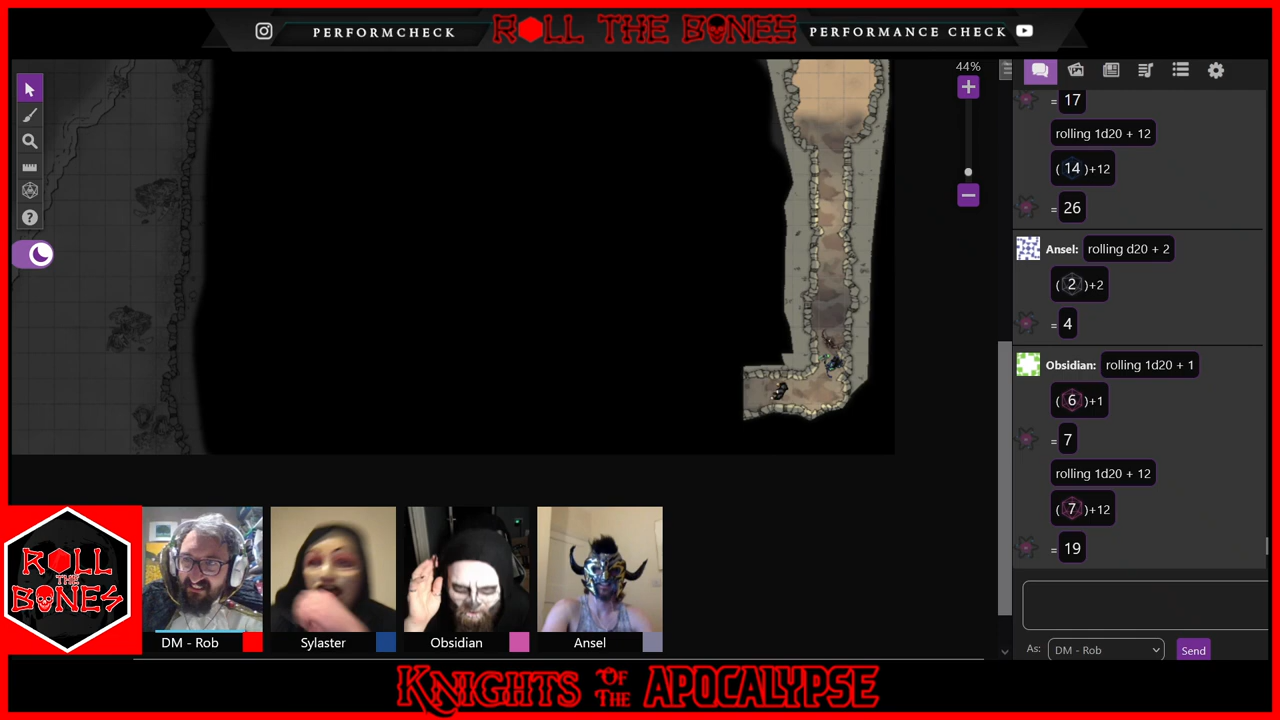 PERFORMCHECK
ROLL THE BONES
PERFORMANCE CHECK
44%
= 17
rolling 1d20 + 12
(14)+12
= 26
Ansel: rolling d20 + 2
(2)+2
= 4
Obsidian: rolling 1d20 + 1
(6)+1
= 7
rolling 1d20 + 12
(7)+12
= 19
As: DM - Rob
Send
ROLL
THE
BONES
DM - Rob
Sylaster
Obsidian
Ansel
KNIGHTS OF THE APOCALYPSE